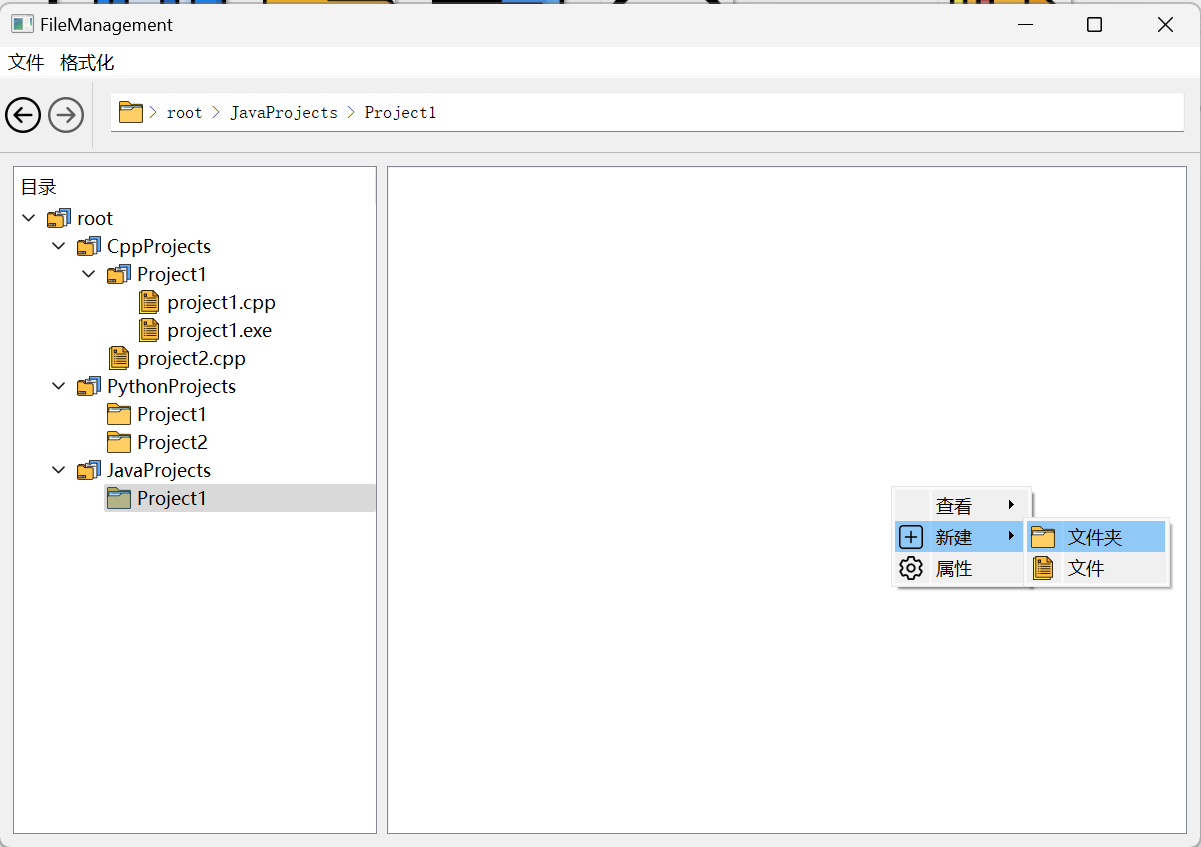 FileManagement
文件 格式化
root JavaProjects Project1
目录
root
CppProjects
Project1
project1.cpp
project1.exe
project2.cpp
PythonProjects
Project1
Project2
JavaProjects
Project1
查看
新建
属性
文件夹
文件